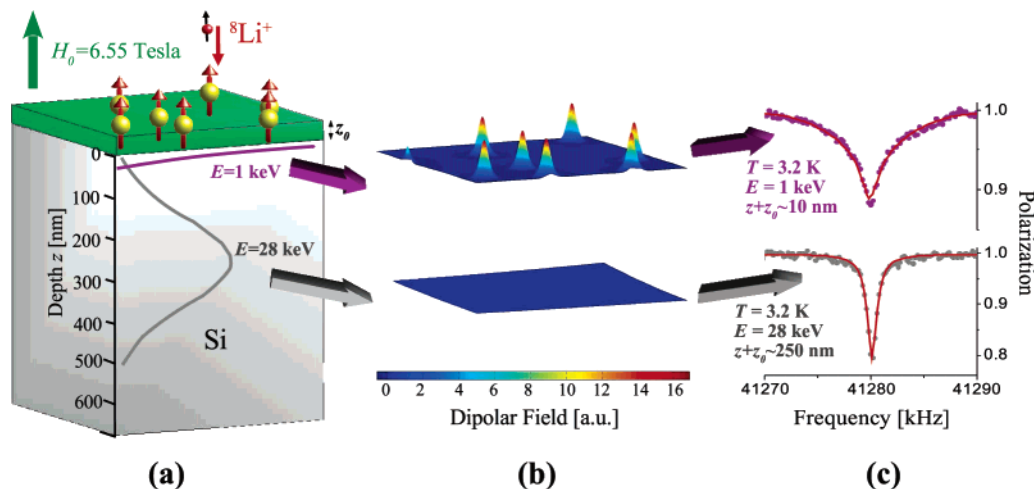 H₀=6.55 Tesla
⁸Li⁺
z₀
0
100
200
300
400
500
600
Depth z [nm]
E=1 keV
E=28 keV
Si
(a)
0 2 4 6 8 10 12 14 16
Dipolar Field [a.u.]
(b)
T = 3.2 K
E = 1 keV
z+z₀~10 nm
1.0
0.9
T = 3.2 K
E = 28 keV
z+z₀~250 nm
1.0
0.9
0.8
Polarization
41270 41280 41290
Frequency [kHz]
(c)